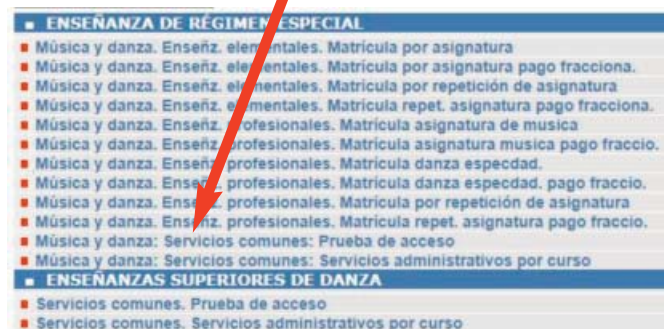 ENSEÑANZA DE RÉGIMEN ESPECIAL
Música y danza. Enseñz. elementales. Matrícula por asignatura
Música y danza. Enseñz. elementales. Matrícula por asignatura pago fracciona.
Música y danza. Enseñz. elementales. Matrícula por repetición de asignatura
Música y danza. Enseñz. elementales. Matrícula repet. asignatura pago fracciona.
Música y danza. Enseñz. profesionales. Matrícula asignatura de musica
Música y danza. Enseñz. profesionales. Matrícula asignatura musica pago fraccio.
Música y danza. Enseñz. profesionales. Matrícula danza especdad.
Música y danza. Enseñz. profesionales. Matrícula danza especdad. pago fraccio.
Música y danza. Enseñz. profesionales. Matrícula por repetición de asignatura
Música y danza. Enseñz. profesionales. Matrícula repet. asignatura pago fraccio.
Música y danza: Servicios comunes: Prueba de acceso
Música y danza: Servicios comunes: Servicios administrativos por curso
ENSEÑANZAS SUPERIORES DE DANZA
Servicios comunes. Prueba de acceso
Servicios comunes. Servicios administrativos por curso